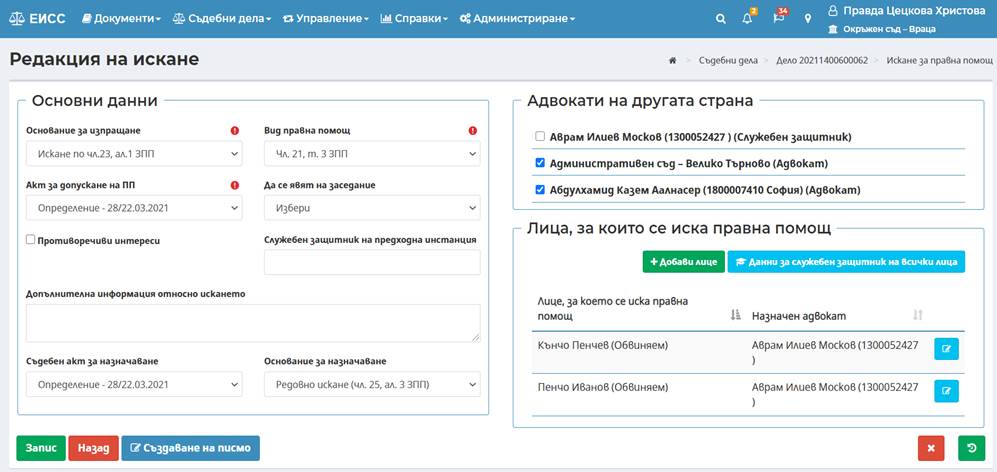 ЕИСС Документи Съдебни дела Управление Справки Администриране 2 34 Правда Цецкова Христова
Окръжен съд – Враца
Редакция на искане
Съдебни дела > Дело 20211400600062 > Искане за правна помощ
Основни данни
Основание за изпращане
Вид правна помощ
Искане по чл.23, ал.1 ЗПП
Чл. 21, т. 3 ЗПП
Акт за допускане на ПП
Да се явят на заседание
Определение - 28/22.03.2021
Избери
Противоречиви интереси
Служебен защитник на предходна инстанция
Допълнителна информация относно искането
Съдебен акт за назначаване
Основание за назначаване
Определение - 28/22.03.2021
Редовно искане (чл. 25, ал. 3 ЗПП)
Адвокати на другата страна
Аврам Илиев Москов (1300052427 ) (Служебен защитник)
Административен съд – Велико Търново (Адвокат)
Абдулхамид Казем Аалнасер (1800007410 София) (Адвокат)
Лица, за които се иска правна помощ
+ Добави лице
Данни за служебен защитник на всички лица
Лице, за което се иска правна
помощ
Назначен адвокат
Кънчо Пенчев (Обвиняем)
Аврам Илиев Москов (1300052427
)
Пенчо Иванов (Обвиняем)
Аврам Илиев Москов (1300052427
)
Запис
Назад
Създаване на писмо